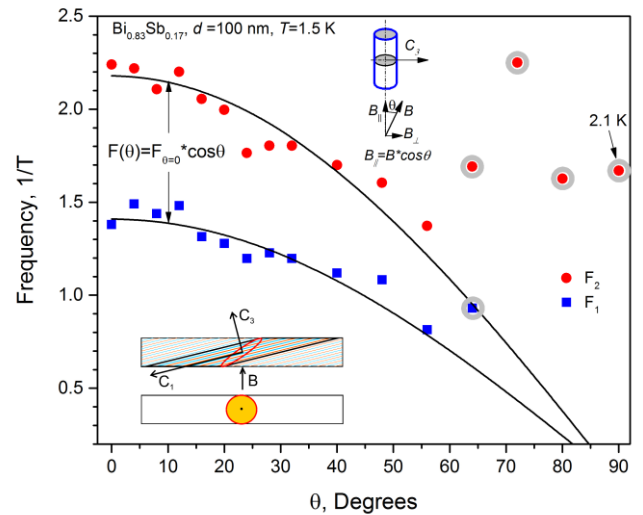 Bi₀.₈₃Sb₀.₁₇, d =100 nm, T=1.5 K
C₃
θ
B∥ B
B⊥
B∥=B*cosθ
2.1 K
F(θ)=F_θ=0*cosθ
F₂
F₁
C₃
C₁
B
Frequency, 1/T
2.5
2.0
1.5
1.0
0.5
0 10 20 30 40 50 60 70 80 90
θ, Degrees